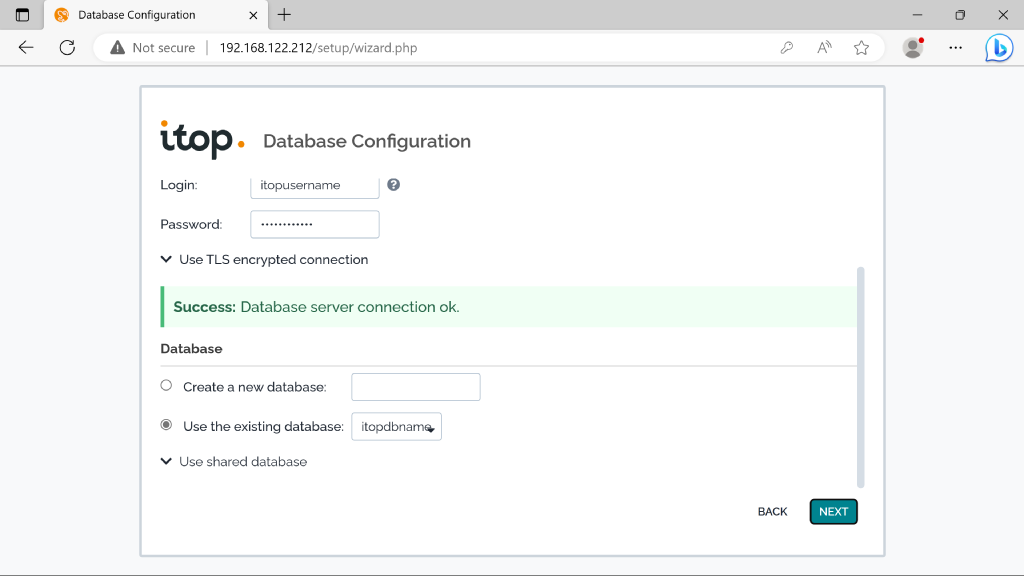 Database Configuration
Not secure
192.168.122.212/setup/wizard.php
itop.
Database Configuration
Login:
itopusername
Password:
............
Use TLS encrypted connection
Success: Database server connection ok.
Database
Create a new database:
Use the existing database:
itopdbname
Use shared database
BACK
NEXT